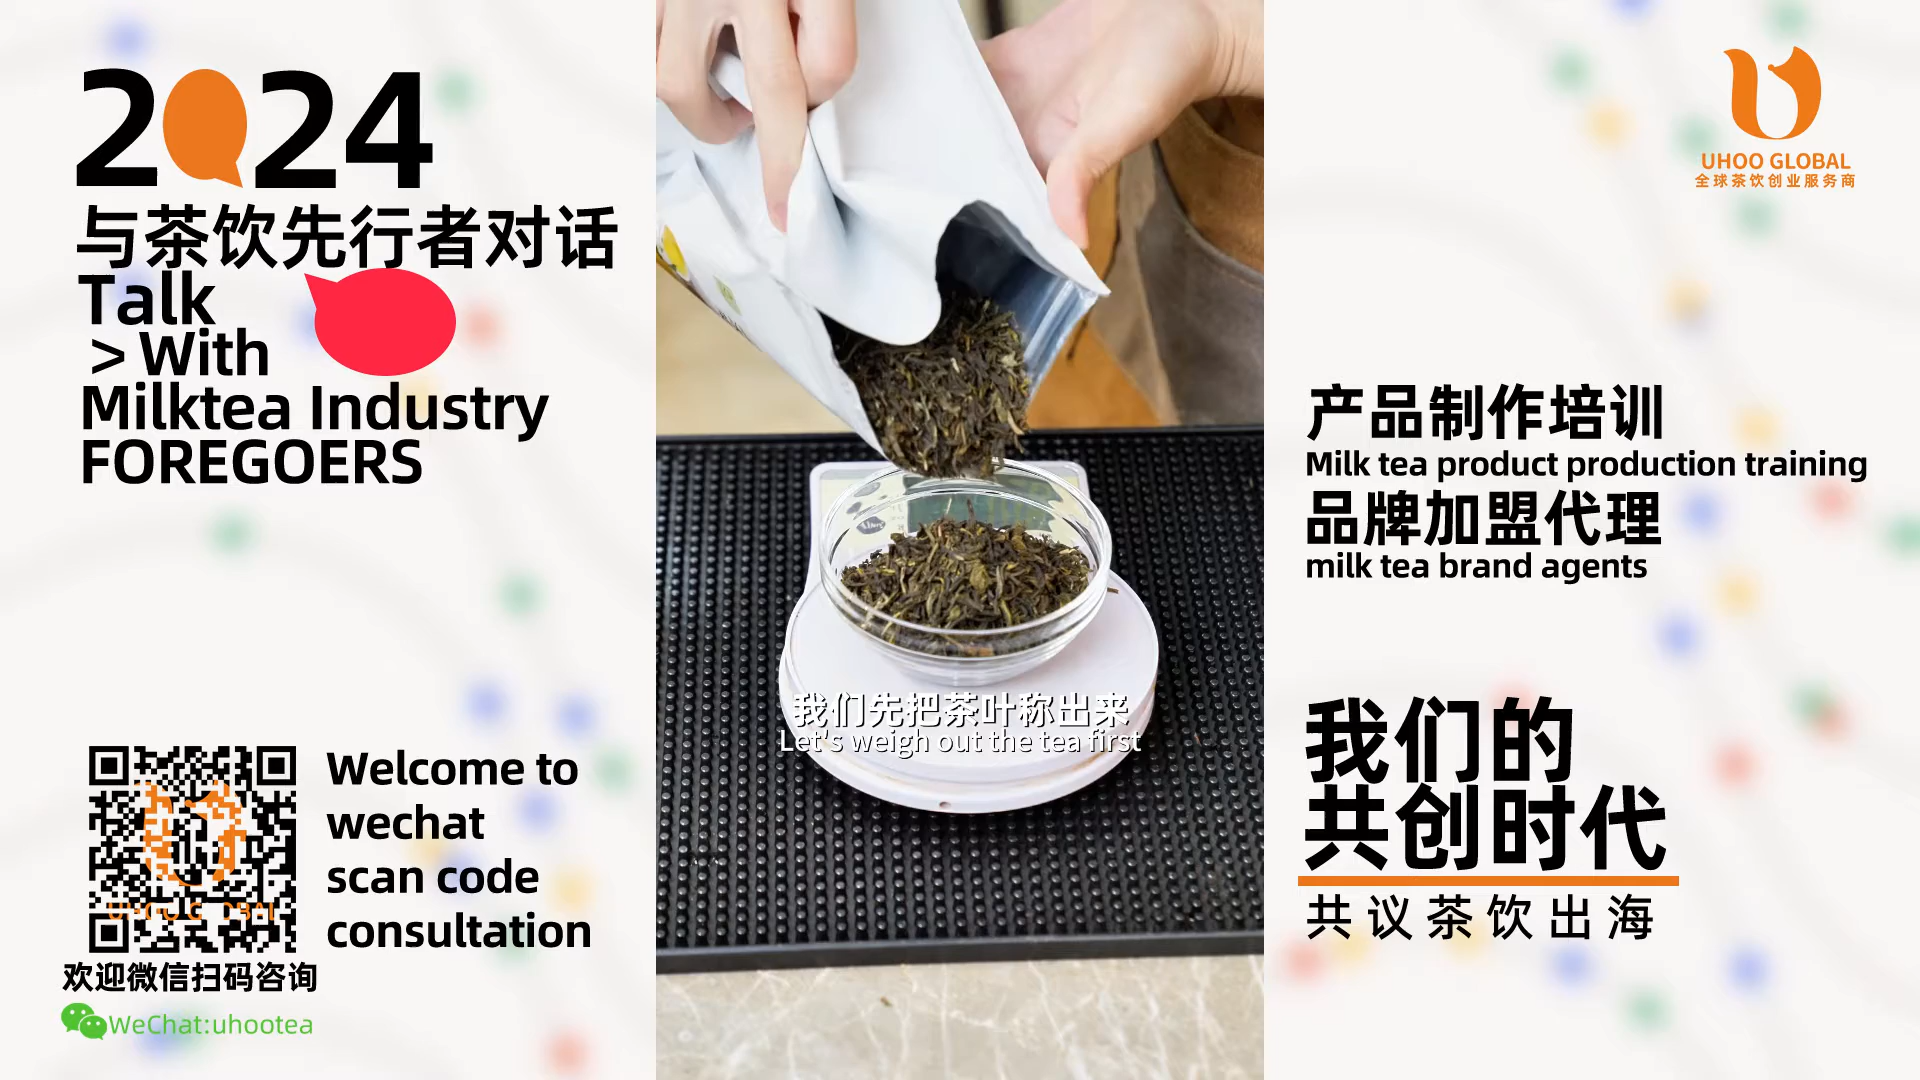 2024
与茶饮先行者对话
Talk
> With
Milktea Industry
FOREGOERS
Welcome to
wechat
scan code
consultation
欢迎微信扫码咨询
WeChat:uhootea
我们先把茶叶称出来
Let's weigh out the tea first
UHOO GLOBAL
全球茶饮创业服务商
产品制作培训
Milk tea product production training
品牌加盟代理
milk tea brand agents
我们的
共创时代
共议茶饮出海